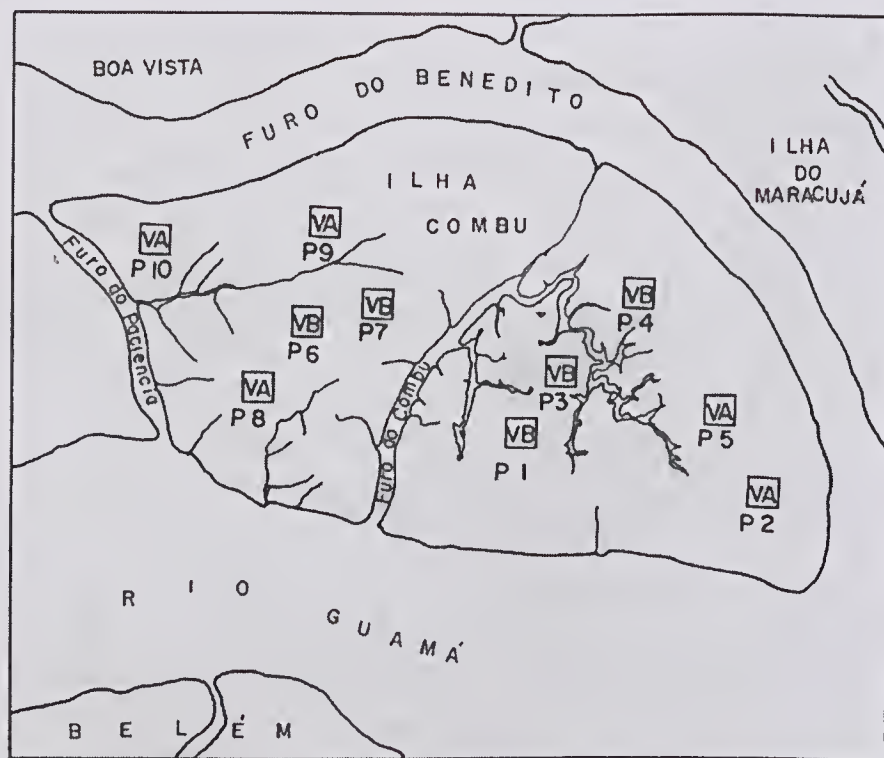 BOA VISTA
FURO DO BENEDITO
ILHA
DO
MARACUJÁ
ILHA
COMBU
VA
P10
VA
P9
Furo do Paciencia
VB
P6
VB
P7
VB
P4
VA
P8
Furo do Combu
VB
P3
VB
P1
VA
P5
VA
P2
RIO
GUAMÁ
BELÉM